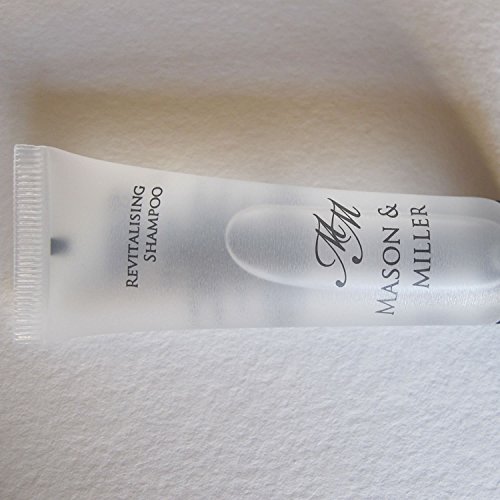 MM
MASON &
MILLER
REVITALISING
SHAMPOO